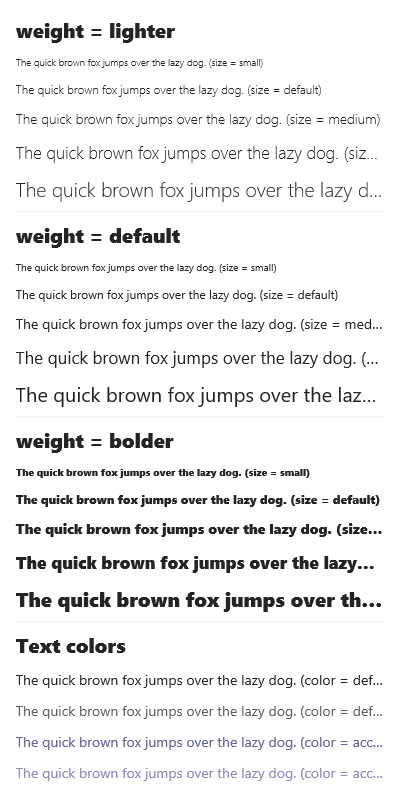 weight = lighter
The quick brown fox jumps over the lazy dog. (size = small)
The quick brown fox jumps over the lazy dog. (size = default)
The quick brown fox jumps over the lazy dog. (size = medium)
The quick brown fox jumps over the lazy dog. (siz...
The quick brown fox jumps over the lazy d...
weight = default
The quick brown fox jumps over the lazy dog. (size = small)
The quick brown fox jumps over the lazy dog. (size = default)
The quick brown fox jumps over the lazy dog. (size = med...
The quick brown fox jumps over the lazy dog. (...
The quick brown fox jumps over the laz...
weight = bolder
The quick brown fox jumps over the lazy dog. (size = small)
The quick brown fox jumps over the lazy dog. (size = default)
The quick brown fox jumps over the lazy dog. (size...
The quick brown fox jumps over the lazy...
The quick brown fox jumps over th...
Text colors
The quick brown fox jumps over the lazy dog. (color = def...
The quick brown fox jumps over the lazy dog. (color = def...
The quick brown fox jumps over the lazy dog. (color = acc...
The quick brown fox jumps over the lazy dog. (color = acc...